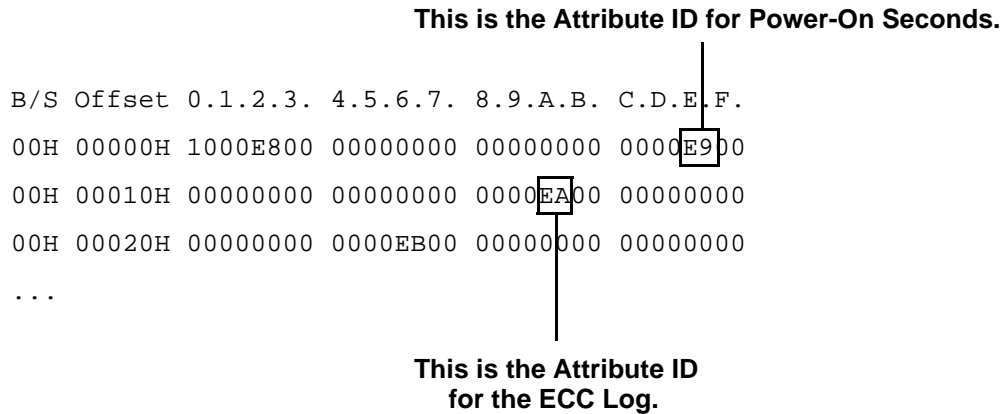 This is the Attribute ID for Power-On Seconds.
B/S Offset 0.1.2.3. 4.5.6.7. 8.9.A.B. C.D.E.F.
00H 00000H 1000E800 00000000 00000000 0000E900
00H 00010H 00000000 00000000 0000EA00 00000000
00H 00020H 00000000 0000EB00 00000000 00000000
...
This is the Attribute ID
for the ECC Log.